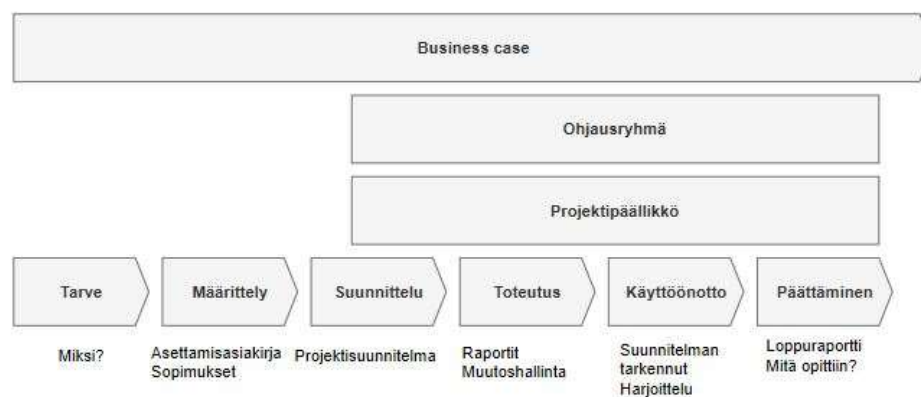 Business case
Ohjausryhmä
Projektipäällikkö
Tarve
Määrittely
Suunnittelu
Toteutus
Käyttöönotto
Päättäminen
Miksi?
Asettamisasiakirja
Sopimukset
Projektisuunnitelma
Raportit
Muutoshallinta
Suunnitelman
tarkennut
Harjoittelu
Loppuraportti
Mitä opittiin?